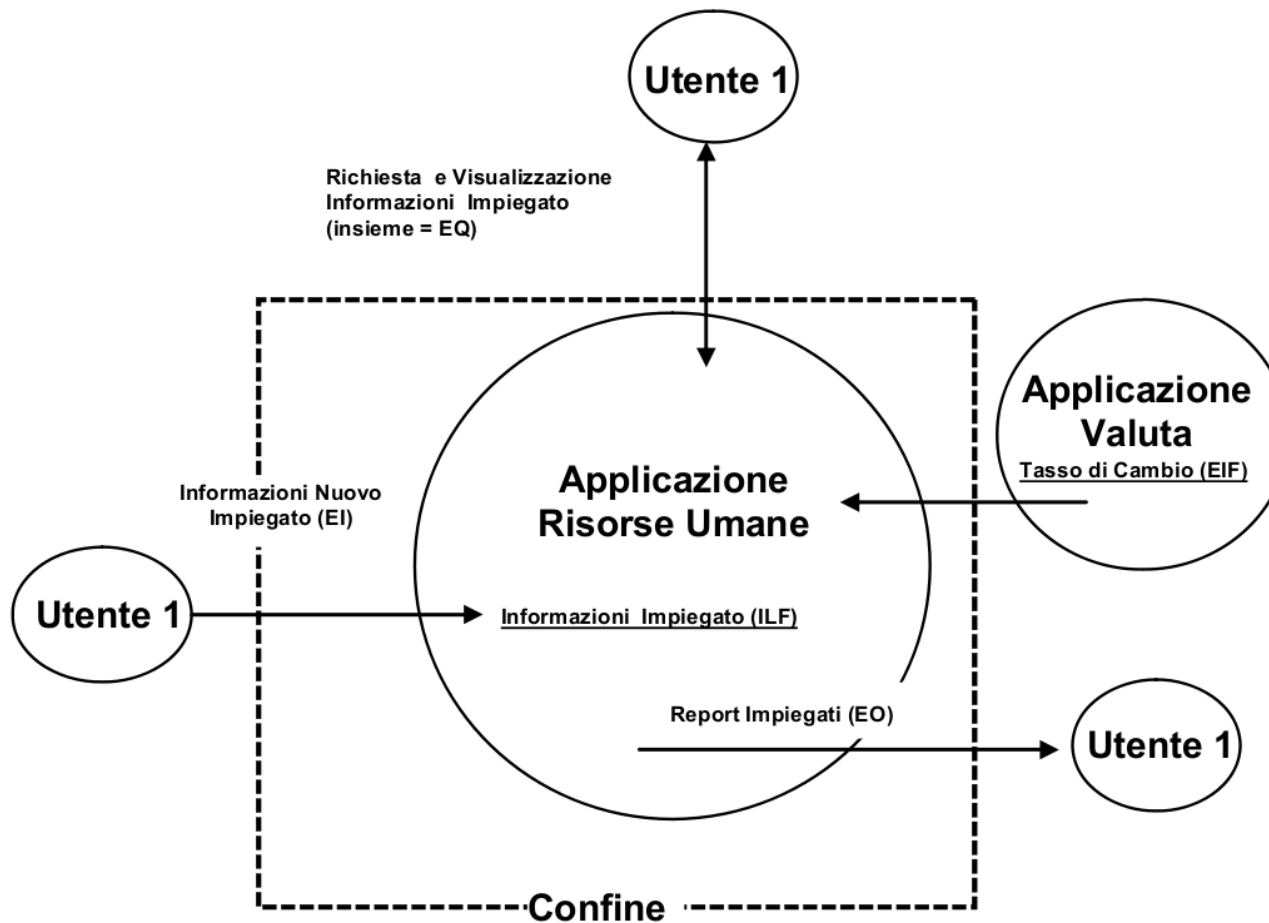 Utente 1
Richiesta e Visualizzazione
Informazioni Impiegato
(insieme = EQ)
Applicazione
Valuta
Tasso di Cambio (EIF)
Applicazione
Risorse Umane
Informazioni Nuovo
Impiegato (EI)
Utente 1
Informazioni Impiegato (ILF)
Report Impiegati (EO)
Utente 1
Confine